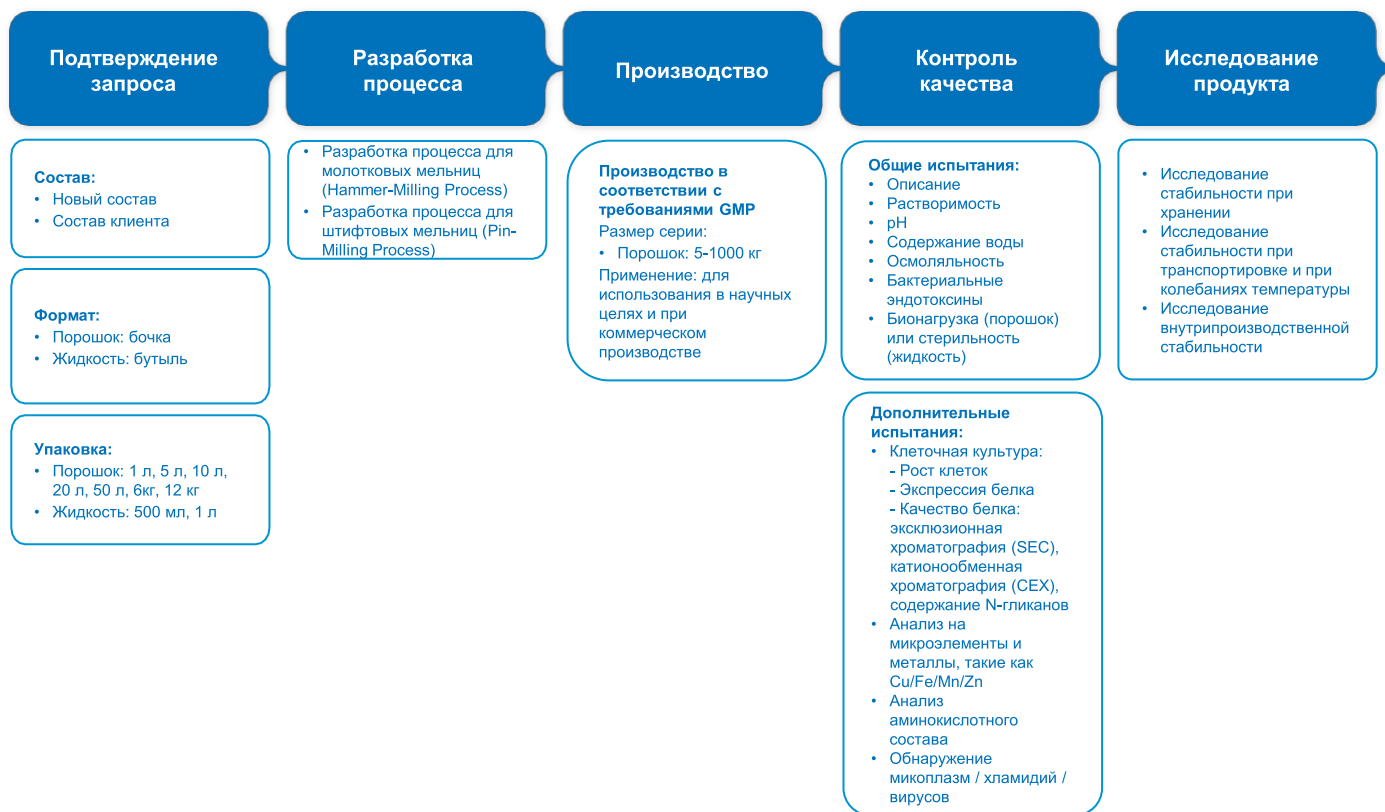 Подтверждение
запроса
Разработка
процесса
Производство
Контроль
качества
Исследование
продукта
Состав:
• Новый состав
• Состав клиента
Формат:
• Порошок: бочка
• Жидкость: бутыль
Упаковка:
• Порошок: 1 л, 5 л, 10 л,
20 л, 50 л, 6кг, 12 кг
• Жидкость: 500 мл, 1 л
• Разработка процесса для
молотковых мельниц
(Hammer-Milling Process)
• Разработка процесса для
штифтовых мельниц (Pin-
Milling Process)
Производство в
соответствии с
требованиями GMP
Размер серии:
• Порошок: 5-1000 кг
Применение: для
использования в научных
целях и при
коммерческом
производстве
Общие испытания:
• Описание
• Растворимость
• pH
• Содержание воды
• Осмоляльность
• Бактериальные
эндотоксины
• Бионагрузка (порошок)
или стерильность
(жидкость)
Дополнительные
испытания:
• Клеточная культура:
- Рост клеток
- Экспрессия белка
- Качество белка:
эксклюзионная
хроматография (SEC),
катионообменная
хроматография (CEX),
содержание N-гликанов
• Анализ на
микроэлементы и
металлы, такие как
Cu/Fe/Mn/Zn
• Анализ
аминокислотного
состава
• Обнаружение
микоплазм / хламидий /
вирусов
• Исследование
стабильности при
хранении
• Исследование
стабильности при
транспортировке и при
колебаниях температуры
• Исследование
внутрипроизводственной
стабильности